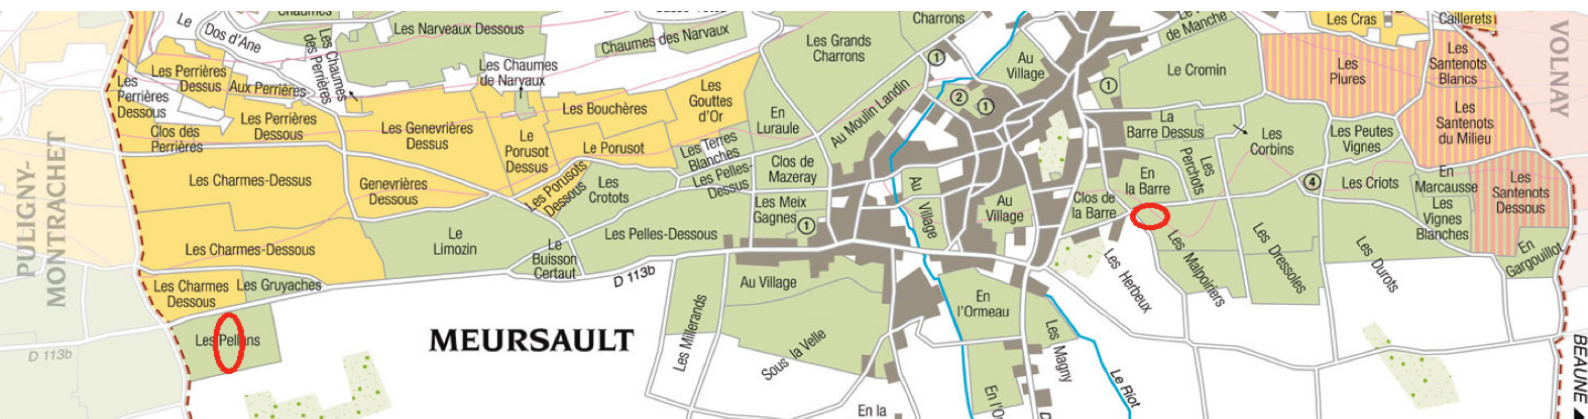 Le
Dos d'Ane
Chaumes
Les Narveaux Dessous
Les Chaumes
des Perrières
Chaumes des Narvaux
Les Chaumes
de Narvaux
Les Grands
Charrons
Charrons
1
Au
Village
2
1
de Manche
1
Le Cromin
Les Cras
Caillerets
Les
Plures
Les
Santenots
Blancs
VOLNAY
Les Perrières
Dessus
Aux Perrières
Les
Perrières
Dessous
Clos des
Perrières
Les Perrières
Dessous
Les Genevrières
Dessus
Le
Porusot
Dessus
Les Bouchères
Le Porusot
Les
Gouttes
d'Or
En
Luraule
Au Moulin Landin
Les Terres
Blanches
Les Pelles-
Dessus
Clos de
Mazeray
La
Barre Dessus
Les
Perchots
Les
Corbins
Les Peutes
Vignes
Les
Santenots
du Milieu
PULIGNY-
MONTRACHET
Les Charmes-Dessus
Genevrières
Dessous
Les Porusots
Dessous
Les
Crotots
Les Meix
Gagnes
1
Au
Village
Au
Village
Clos de
la Barre
En
la Barre
4
Les Criots
En
Marcausse
Les
Vignes
Blanches
Les
Santenots
Dessous
Les Charmes-Dessous
Le
Limozin
Le
Buisson
Certaut
Les Pelles-Dessous
Les Herbeux
Les Malpoiriers
Les Dressoles
Les Durots
En
Gargouillot
Les Charmes
Dessous
Les Gruyaches
D 113b
Au Village
En
l'Ormeau
Les Pellans
D 113b
MEURSAULT
Les Millerands
Sous la Velle
Les Magny
Le Riot
BEAUNE
En la